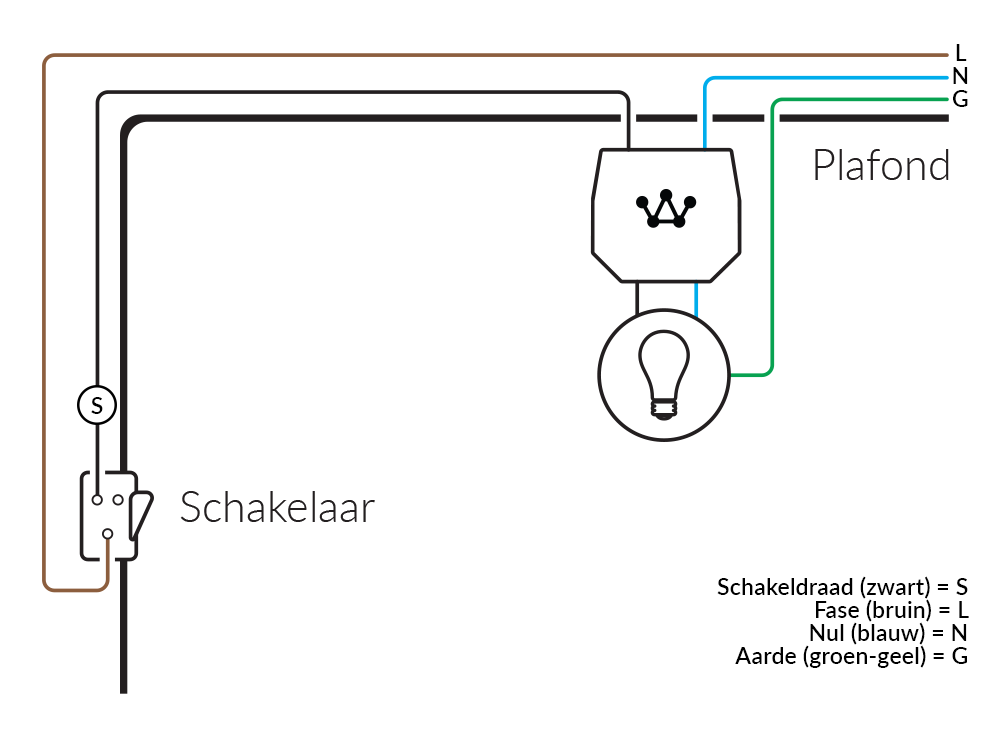 L
N
G
Plafond
S
Schakelaar
Schakeldraad (zwart) = S
Fase (bruin) = L
Nul (blauw) = N
Aarde (groen-geel) = G